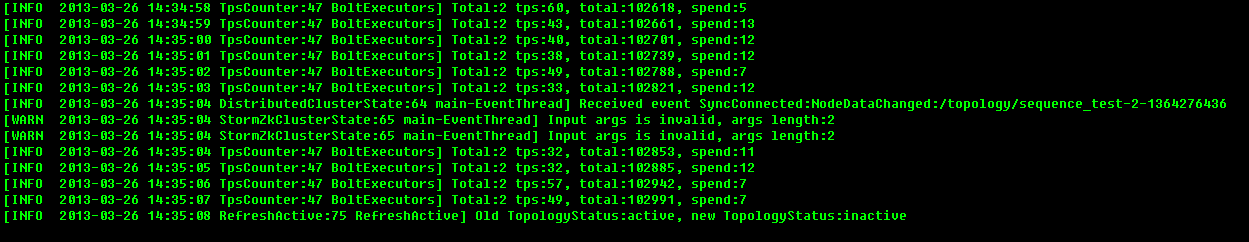 [INFO  2013-03-26 14:34:58 TpsCounter:47 BoltExecutors] Total:2 tps:60, total:102618, spend:5
[INFO  2013-03-26 14:34:59 TpsCounter:47 BoltExecutors] Total:2 tps:43, total:102661, spend:13
[INFO  2013-03-26 14:35:00 TpsCounter:47 BoltExecutors] Total:2 tps:40, total:102701, spend:12
[INFO  2013-03-26 14:35:01 TpsCounter:47 BoltExecutors] Total:2 tps:38, total:102739, spend:12
[INFO  2013-03-26 14:35:02 TpsCounter:47 BoltExecutors] Total:2 tps:49, total:102788, spend:7
[INFO  2013-03-26 14:35:03 TpsCounter:47 BoltExecutors] Total:2 tps:33, total:102821, spend:12
[INFO  2013-03-26 14:35:04 DistributedClusterState:64 main-EventThread] Received event SyncConnected:NodeDataChanged:/topology/sequence_test-2-1364276436
[WARN  2013-03-26 14:35:04 StormZkClusterState:65 main-EventThread] Input args is invalid, args length:2
[WARN  2013-03-26 14:35:04 StormZkClusterState:65 main-EventThread] Input args is invalid, args length:2
[INFO  2013-03-26 14:35:04 TpsCounter:47 BoltExecutors] Total:2 tps:32, total:102853, spend:11
[INFO  2013-03-26 14:35:05 TpsCounter:47 BoltExecutors] Total:2 tps:32, total:102885, spend:12
[INFO  2013-03-26 14:35:06 TpsCounter:47 BoltExecutors] Total:2 tps:57, total:102942, spend:7
[INFO  2013-03-26 14:35:07 TpsCounter:47 BoltExecutors] Total:2 tps:49, total:102991, spend:7
[INFO  2013-03-26 14:35:08 RefreshActive:75 RefreshActive] Old TopologyStatus:active, new TopologyStatus:inactive